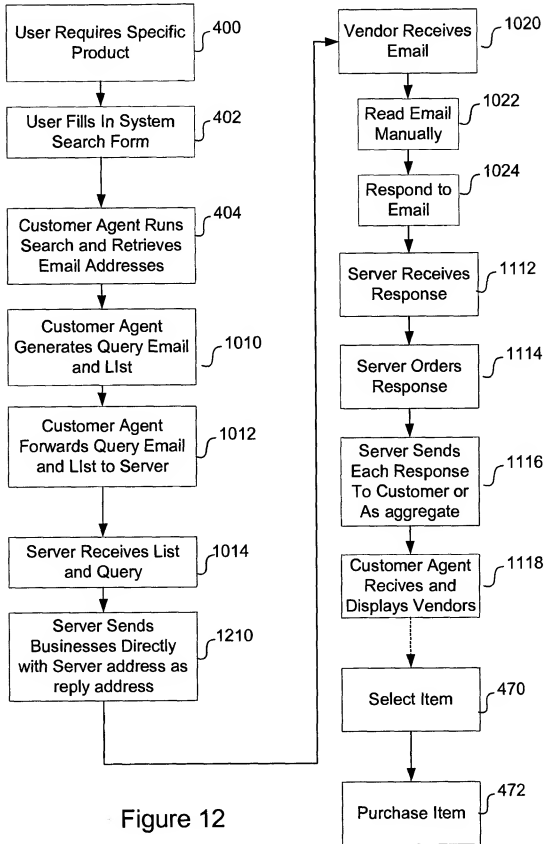 User Requires Specific
Product
400
User Fills In System
Search Form
402
Customer Agent Runs
Search and Retrieves
Email Addresses
404
Customer Agent
Generates Query Email
and LIst
1010
Customer Agent
Forwards Query Email
and LIst to Server
1012
Server Receives List
and Query
1014
Server Sends
Businesses Directly
with Server address as
reply address
1210
Vendor Receives
Email
1020
Read Email
Manually
1022
Respond to
Email
1024
Server Receives
Response
1112
Server Orders
Response
1114
Server Sends
Each Response
To Customer or
As aggregate
1116
Customer Agent
Recives and
Displays Vendors
1118
Select Item
470
Purchase Item
472
Figure 12